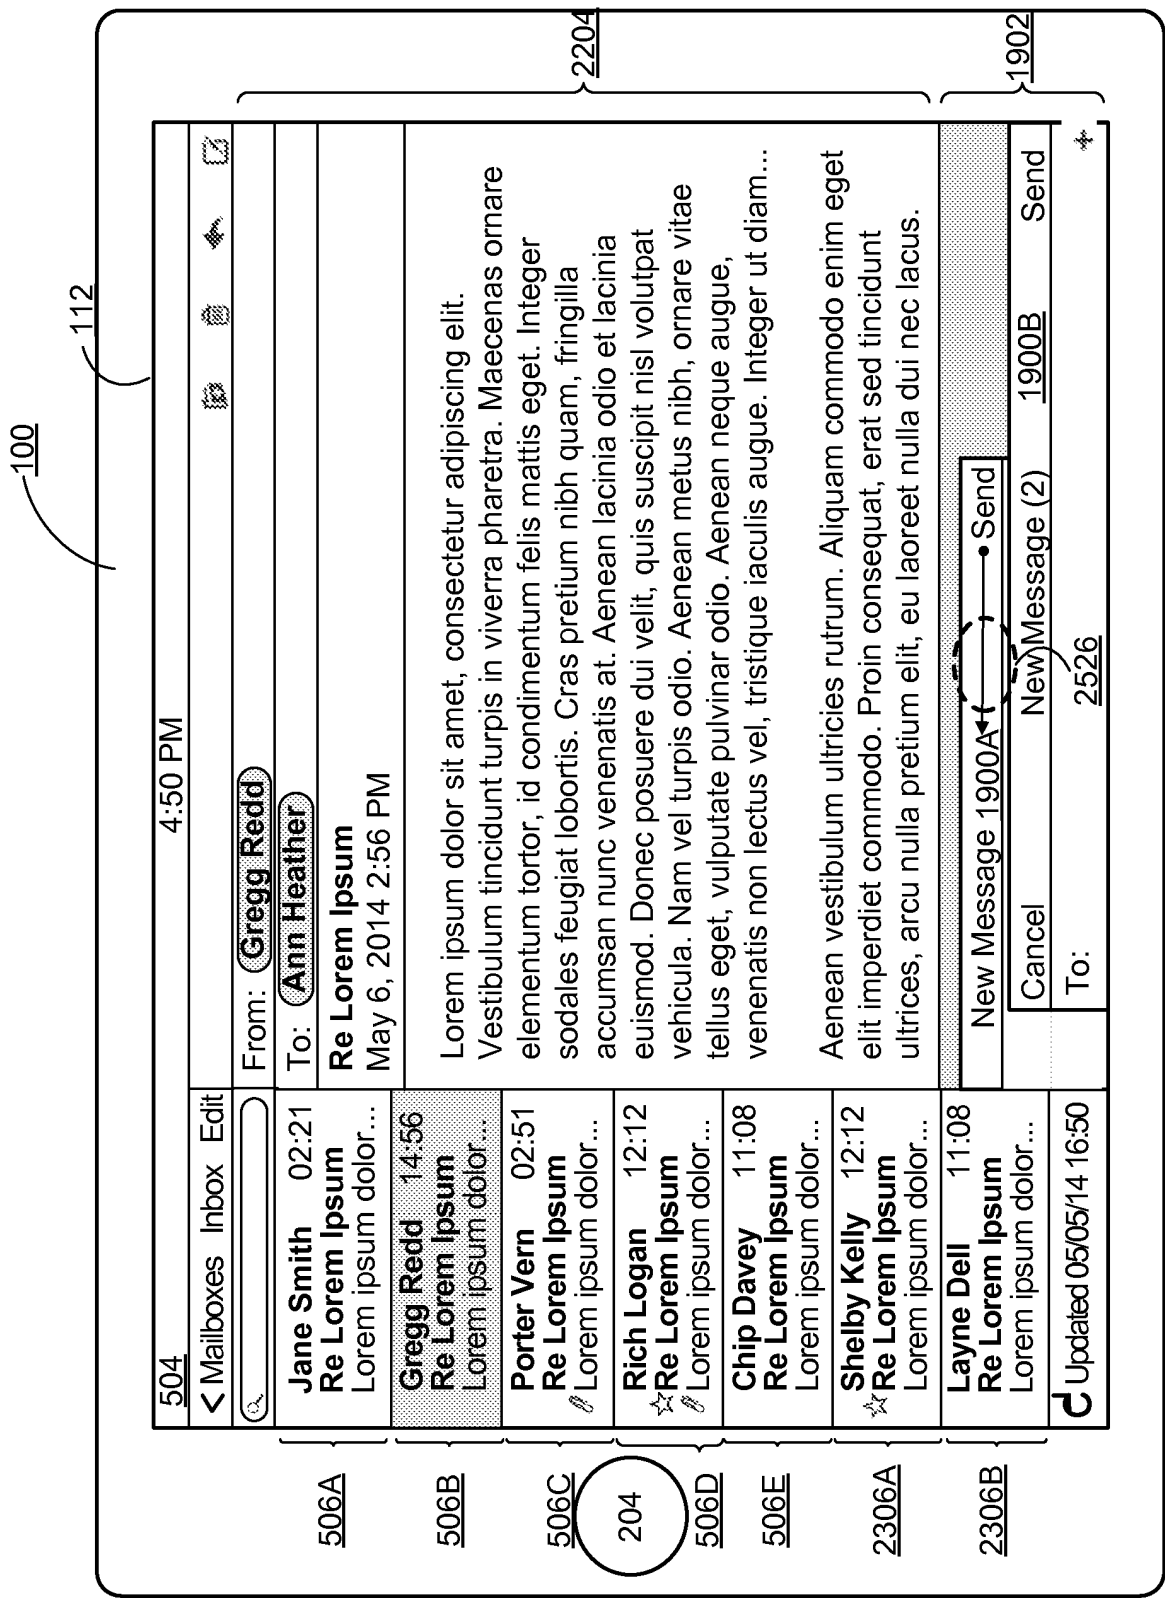 100
112
504
4:50 PM
< Mailboxes Inbox Edit
From: Gregg Redd
To: Ann Heather
Re Lorem Ipsum
May 6, 2014 2:56 PM
Lorem ipsum dolor sit amet, consectetur adipiscing elit.
Vestibulum tincidunt turpis in viverra pharetra. Maecenas ornare
elementum tortor, id condimentum felis mattis eget. Integer
sodales feugiat lobortis. Cras pretium nibh quam, fringilla
accumsan nunc venenatis at. Aenean lacinia odio et lacinia
euismod. Donec posuere dui velit, quis suscipit nisl volutpat
vehicula. Nam vel turpis odio. Aenean metus nibh, ornare vitae
tellus eget, vulputate pulvinar odio. Aenean neque augue,
venenatis non lectus vel, tristique iaculis augue. Integer ut diam...
Aenean vestibulum ultricies rutrum. Aliquam commodo enim eget
elit imperdiet commodo. Proin consequat, erat sed tincidunt
ultrices, arcu nulla pretium elit, eu laoreet nulla dui nec lacus.
Jane Smith 02:21
Re Lorem Ipsum
Lorem ipsum dolor...
Gregg Redd 14:56
Re Lorem Ipsum
Lorem ipsum dolor...
Porter Vern 02:51
Re Lorem Ipsum
Lorem ipsum dolor...
Rich Logan 12:12
Re Lorem Ipsum
Lorem ipsum dolor...
Chip Davey 11:08
Re Lorem Ipsum
Lorem ipsum dolor...
Shelby Kelly 12:12
Re Lorem Ipsum
Lorem ipsum dolor...
Layne Dell 11:08
Re Lorem Ipsum
Lorem ipsum dolor...
Updated 05/05/14 16:50
New Message 1900A Send
Cancel New Message (2) 1900B Send
To: +
2526
506A
506B
506C
204
506D
506E
2306A
2306B
2204
1902